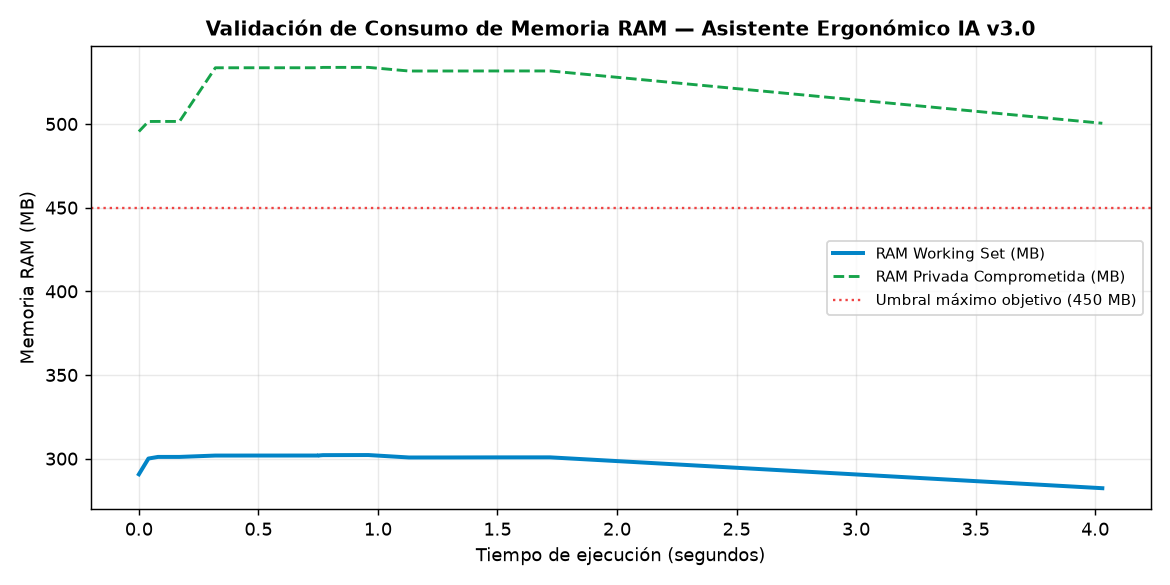 Validación de Consumo de Memoria RAM — Asistente Ergonómico IA v3.0
Memoria RAM (MB)
500
450
400
350
300
RAM Working Set (MB)
RAM Privada Comprometida (MB)
Umbral máximo objetivo (450 MB)
0.0 0.5 1.0 1.5 2.0 2.5 3.0 3.5 4.0
Tiempo de ejecución (segundos)